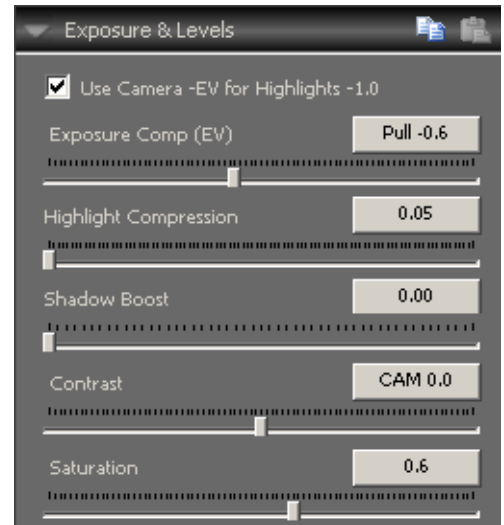 Exposure & Levels
Use Camera -EV for Highlights -1.0
Exposure Comp (EV) Pull -0.6
Highlight Compression 0.05
Shadow Boost 0.00
Contrast CAM 0.0
Saturation 0.6